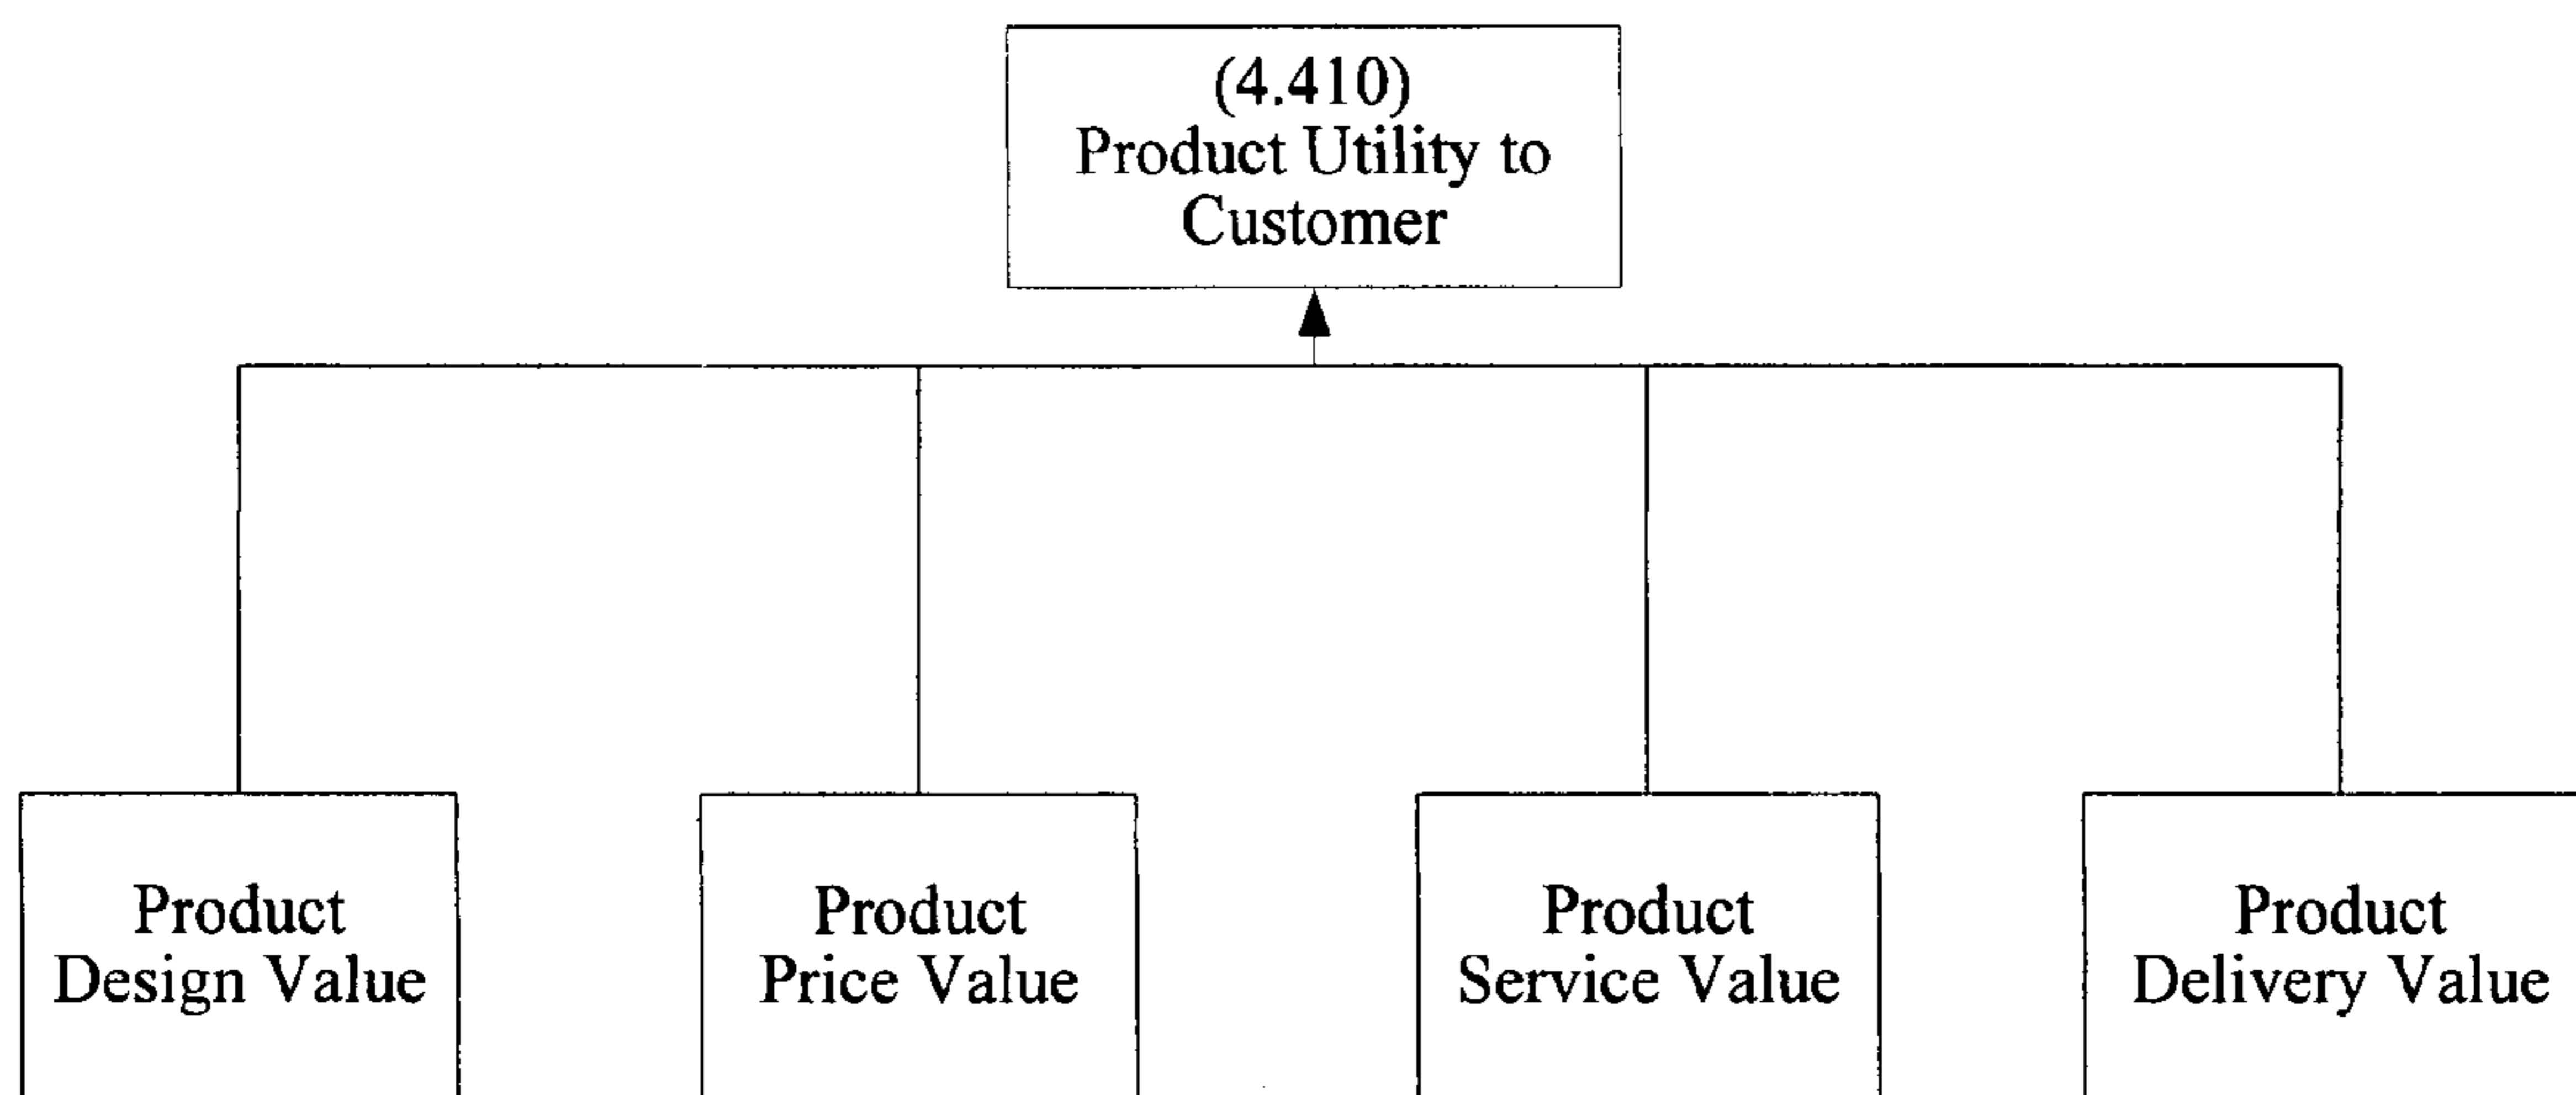 (4.410)
Product Utility to
Customer
Product
Design Value
Product
Price Value
Product
Service Value
Product
Delivery Value